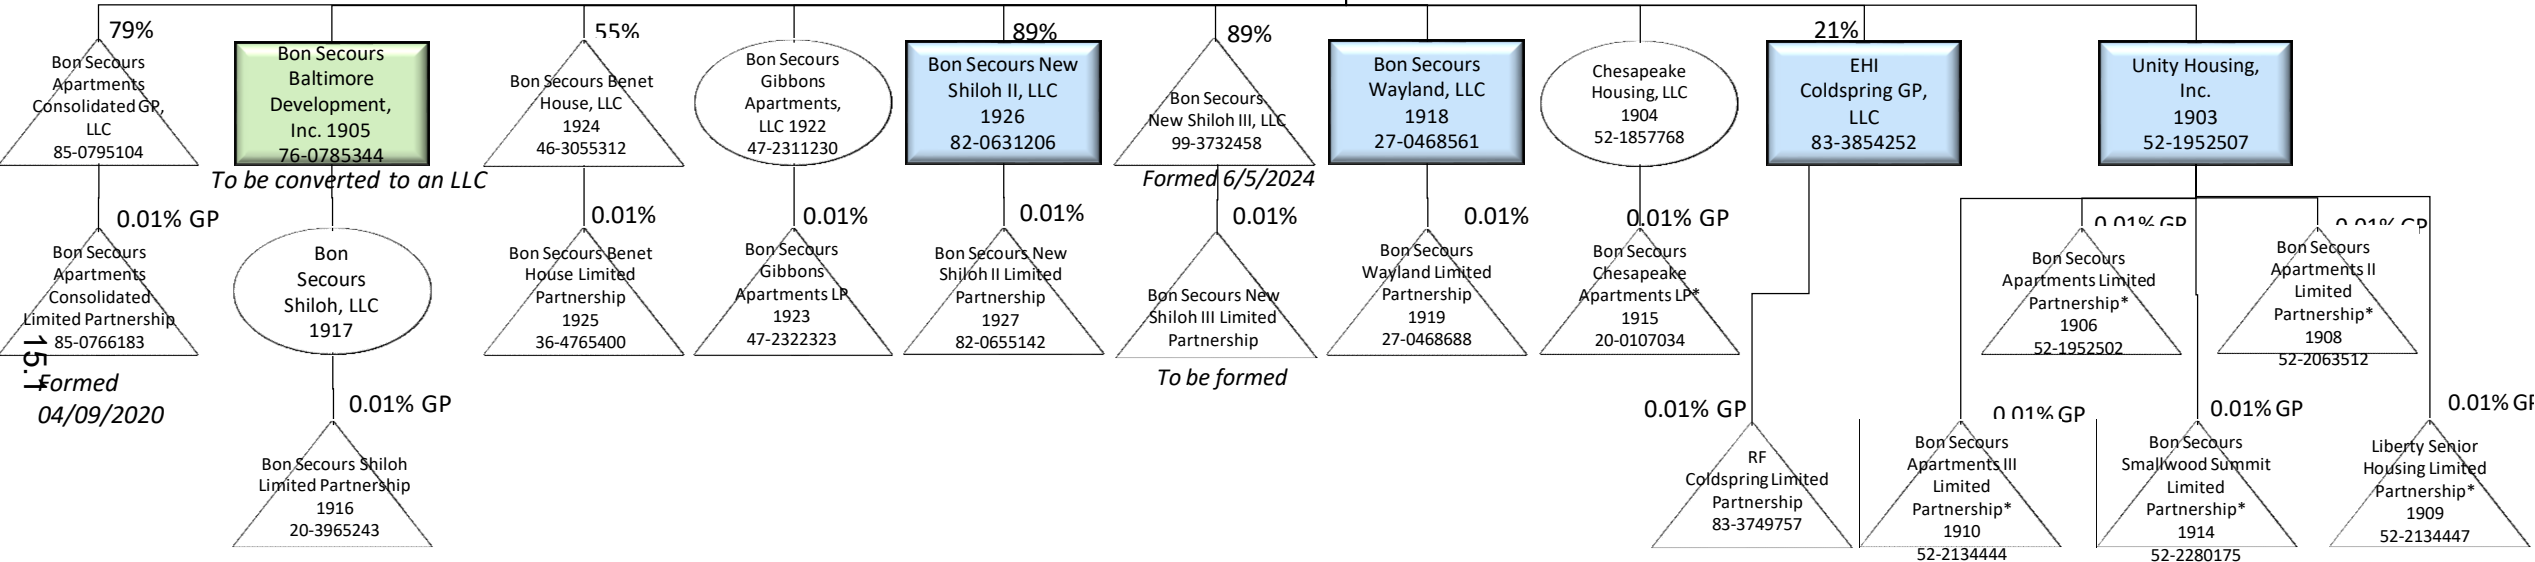 79%
Bon Secours
Apartments
Consolidated GP,
LLC
85-0795104
Bon Secours
Baltimore
Development,
Inc. 1905
76-0785344
To be converted to an LLC
55%
Bon Secours Benet
House, LLC
1924
46-3055312
Bon Secours
Gibbons
Apartments,
LLC 1922
47-2311230
89%
Bon Secours New
Shiloh II, LLC
1926
82-0631206
89%
Bon Secours
New Shiloh III, LLC
99-3732458
Formed 6/5/2024
Bon Secours
Wayland, LLC
1918
27-0468561
Chesapeake
Housing, LLC
1904
52-1857768
21%
EHI
Coldspring GP,
LLC
83-3854252
Unity Housing,
Inc.
1903
52-1952507
0.01% GP
Bon Secours
Apartments
Consolidated
Limited Partnership
85-0766183
15.1
Formed
04/09/2020
Bon
Secours
Shiloh, LLC
1917
0.01%
Bon Secours Benet
House Limited
Partnership
1925
36-4765400
0.01%
Bon Secours
Gibbons
Apartments LP
1923
47-2322323
0.01%
Bon Secours New
Shiloh II Limited
Partnership
1927
82-0655142
0.01%
Bon Secours New
Shiloh III Limited
Partnership
To be formed
0.01%
Bon Secours
Wayland Limited
Partnership
1919
27-0468688
0.01% GP
Bon Secours
Chesapeake
Apartments LP*
1915
20-0107034
0.01% GP
Bon Secours
Apartments Limited
Partnership*
1906
52-1952502
0.01% GP
Bon Secours
Apartments II
Limited
Partnership*
1908
52-2063512
0.01% GP
Bon Secours Shiloh
Limited Partnership
1916
20-3965243
0.01% GP
RF
Coldspring Limited
Partnership
83-3749757
0.01% GP
Bon Secours
Apartments III
Limited
Partnership*
1910
52-2134444
0.01% GP
Bon Secours
Smallwood Summit
Limited
Partnership*
1914
52-2280175
0.01% GP
Liberty Senior
Housing Limited
Partnership*
1909
52-2134447